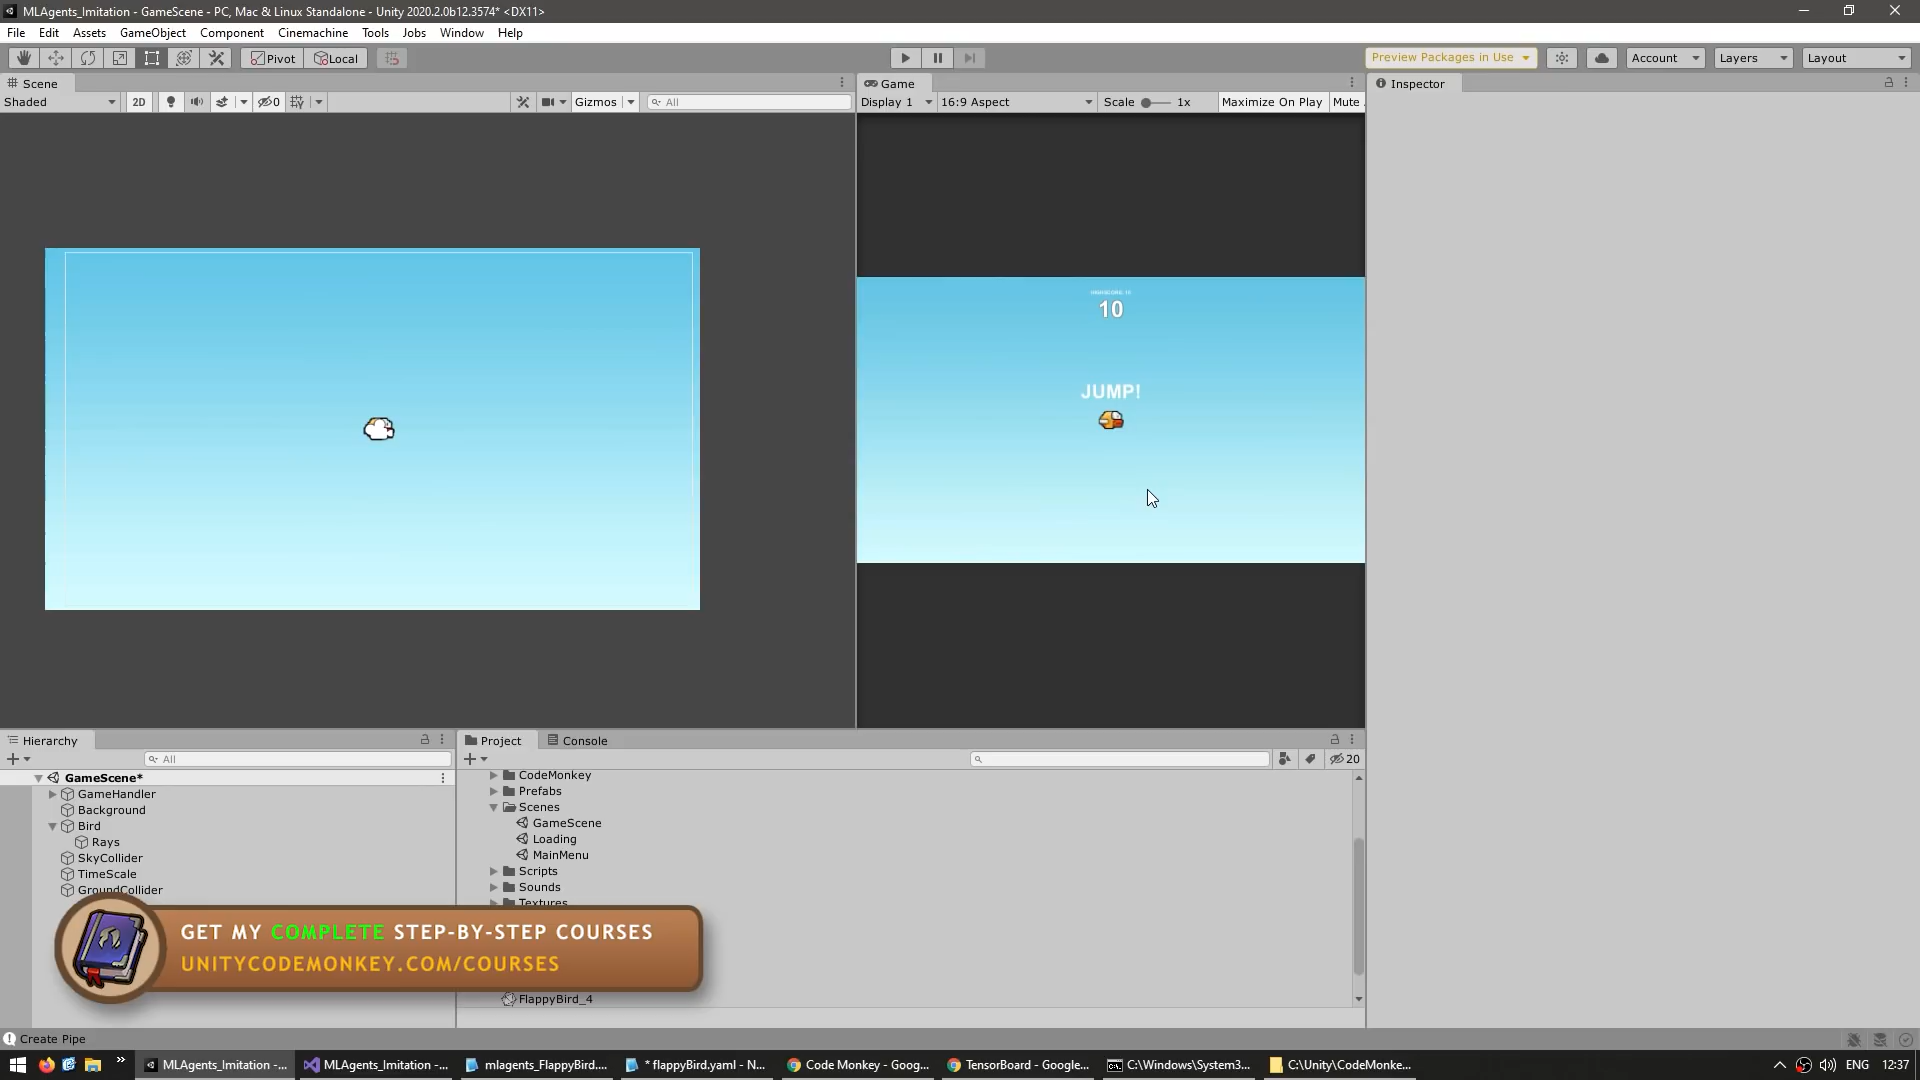 MLAgents_Imitation - GameScene - PC, Mac & Linux Standalone - Unity 2020.2.0b12.3574* <DX11>
File Edit Assets GameObject Component Cinemachine Tools Jobs Window Help
Pivot Local Preview Packages in Use Account Layers Layout
Scene Game Inspector
Shaded 2D 0 Gizmos All Display 1 16:9 Aspect Scale 1x Maximize On Play Mute
10
JUMP!
Hierarchy Project Console
All 20
GameScene*
GameHandler
Background
Bird
Rays
SkyCollider
TimeScale
GroundCollider
CodeMonkey
Prefabs
Scenes
GameScene
Loading
MainMenu
Scripts
Sounds
Textures
FlappyBird_4
GET MY COMPLETE STEP-BY-STEP COURSES
UNITYCODEMONKEY.COM/COURSES
Create Pipe
MLAgents_Imitation -... MLAgents_Imitation -... mlagents_FlappyBird.... * flappyBird.yaml - N... Code Monkey - Goog... TensorBoard - Google... C:\Windows\System3... C:\Unity\CodeMonke... ENG 12:37